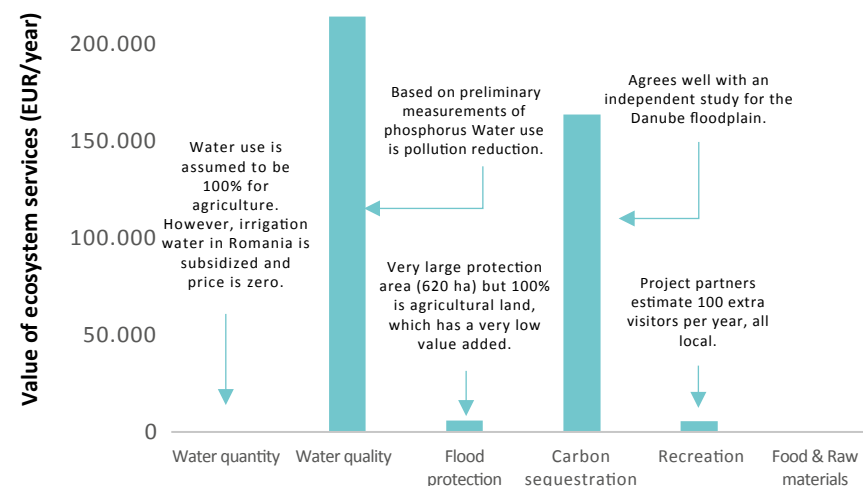 Value of ecosystem services (EUR/year)
200.000
150.000
100.000
50.000
0
Water use is
assumed to be
100% for
agriculture.
However, irrigation
water in Romania is
subsidized and
price is zero.
Based on preliminary
measurements of
phosphorus Water use
is pollution reduction.
Very large protection
area (620 ha) but 100%
is agricultural land,
which has a very low
value added.
Agrees well with an
independent study for the
Danube floodplain.
Project partners
estimate 100 extra
visitors per year, all
local.
Water quantity
Water quality
Flood
protection
Carbon
sequestration
Recreation
Food & Raw
materials